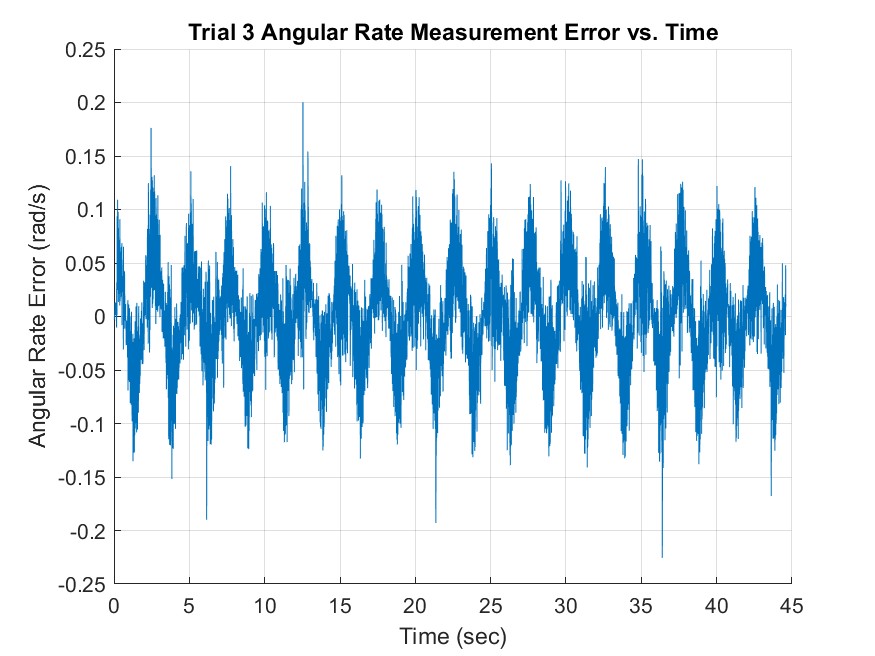 Trial 3 Angular Rate Measurement Error vs. Time
Angular Rate Error (rad/s)
0.25
0.2
0.15
0.1
0.05
0
-0.05
-0.1
-0.15
-0.2
-0.25
0 5 10 15 20 25 30 35 40 45
Time (sec)